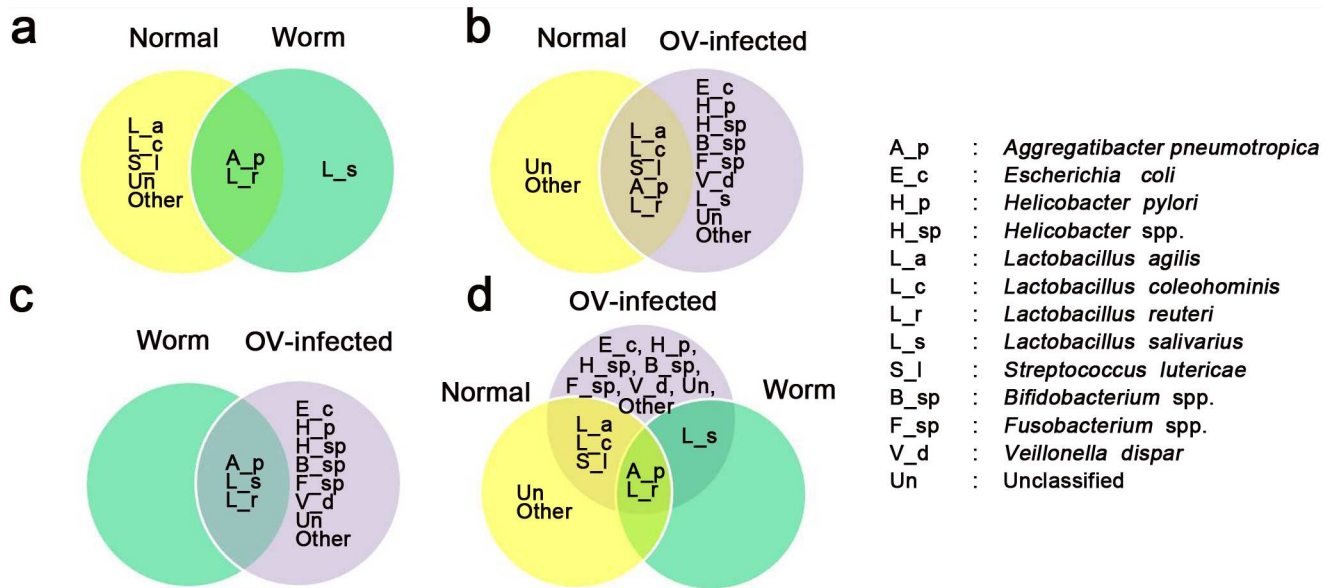 a
Normal
Worm
L_a
L_c
S_l
Un
Other
A_p
L_r
L_s
b
Normal
OV-infected
Un
Other
L_a
L_c
S_l
A_p
L_r
E_c
H_p
H_sp
B_sp
F_sp
V_d
L_s
Un
Other
c
Worm
OV-infected
A_p
L_s
L_r
E_c
H_p
H_sp
B_sp
F_sp
V_d
Un
Other
d
OV-infected
Normal
Worm
E_c, H_p,
H_sp, B_sp,
F_sp, V_d, Un,
Other
L_a
L_c
S_l
L_s
A_p
L_r
Un
Other
A_p : Aggregatibacter pneumotropica
E_c : Escherichia coli
H_p : Helicobacter pylori
H_sp : Helicobacter spp.
L_a : Lactobacillus agilis
L_c : Lactobacillus coleohominis
L_r : Lactobacillus reuteri
L_s : Lactobacillus salivarius
S_l : Streptococcus lutericae
B_sp : Bifidobacterium spp.
F_sp : Fusobacterium spp.
V_d : Veillonella dispar
Un : Unclassified